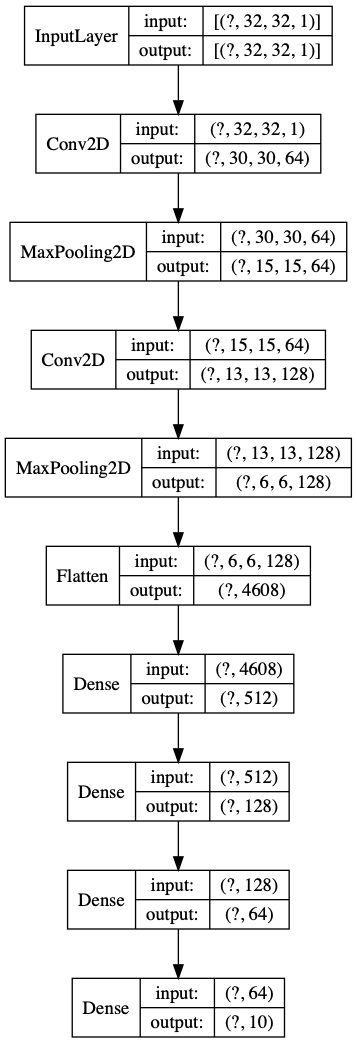 InputLayer input: [(?, 32, 32, 1)]
output: [(?, 32, 32, 1)]
Conv2D input: (?, 32, 32, 1)
output: (?, 30, 30, 64)
MaxPooling2D input: (?, 30, 30, 64)
output: (?, 15, 15, 64)
Conv2D input: (?, 15, 15, 64)
output: (?, 13, 13, 128)
MaxPooling2D input: (?, 13, 13, 128)
output: (?, 6, 6, 128)
Flatten input: (?, 6, 6, 128)
output: (?, 4608)
Dense input: (?, 4608)
output: (?, 512)
Dense input: (?, 512)
output: (?, 128)
Dense input: (?, 128)
output: (?, 64)
Dense input: (?, 64)
output: (?, 10)